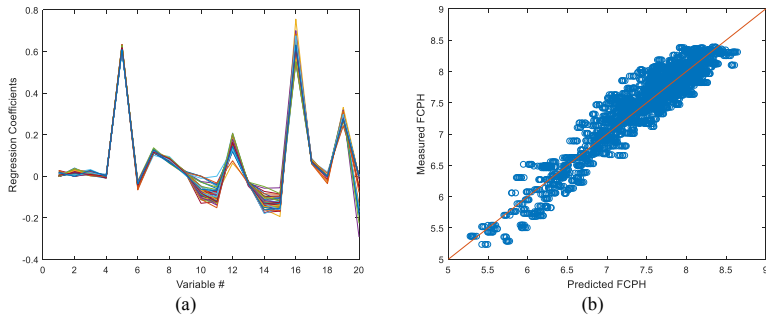 0.8
0.6
0.4
0.2
0
-0.2
-0.4
Regression Coefficients
0 2 4 6 8 10 12 14 16 18 20
Variable #
(a)
9
8.5
8
7.5
7
6.5
6
5.5
5
Measured FCPH
5 5.5 6 6.5 7 7.5 8 8.5 9
Predicted FCPH
(b)